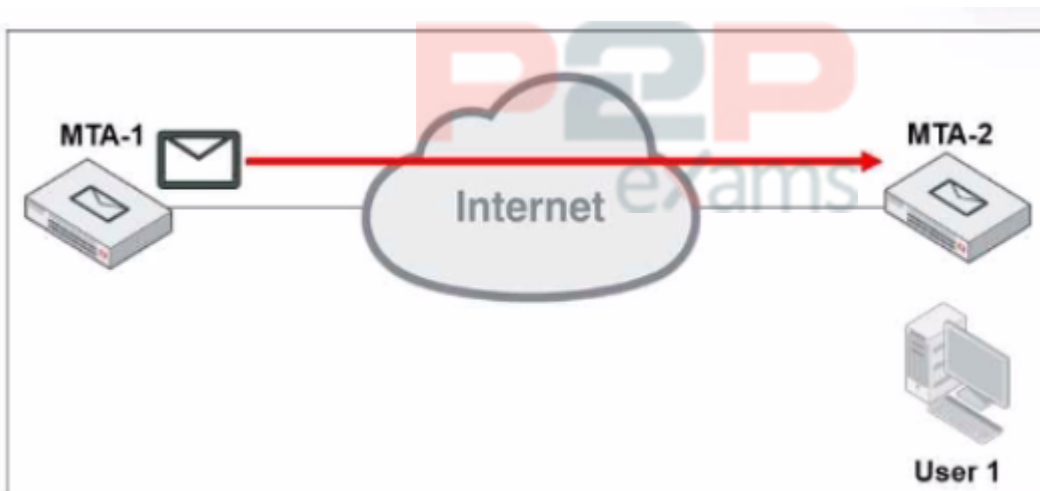 P2P
eXams
MTA-1
MTA-2
Internet
User 1